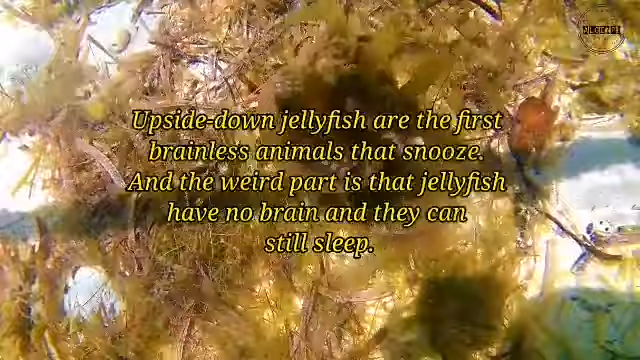 Upside-down jellyfish are the first
brainless animals that snooze.
And the weird part is that jellyfish
have no brain and they can
still sleep.